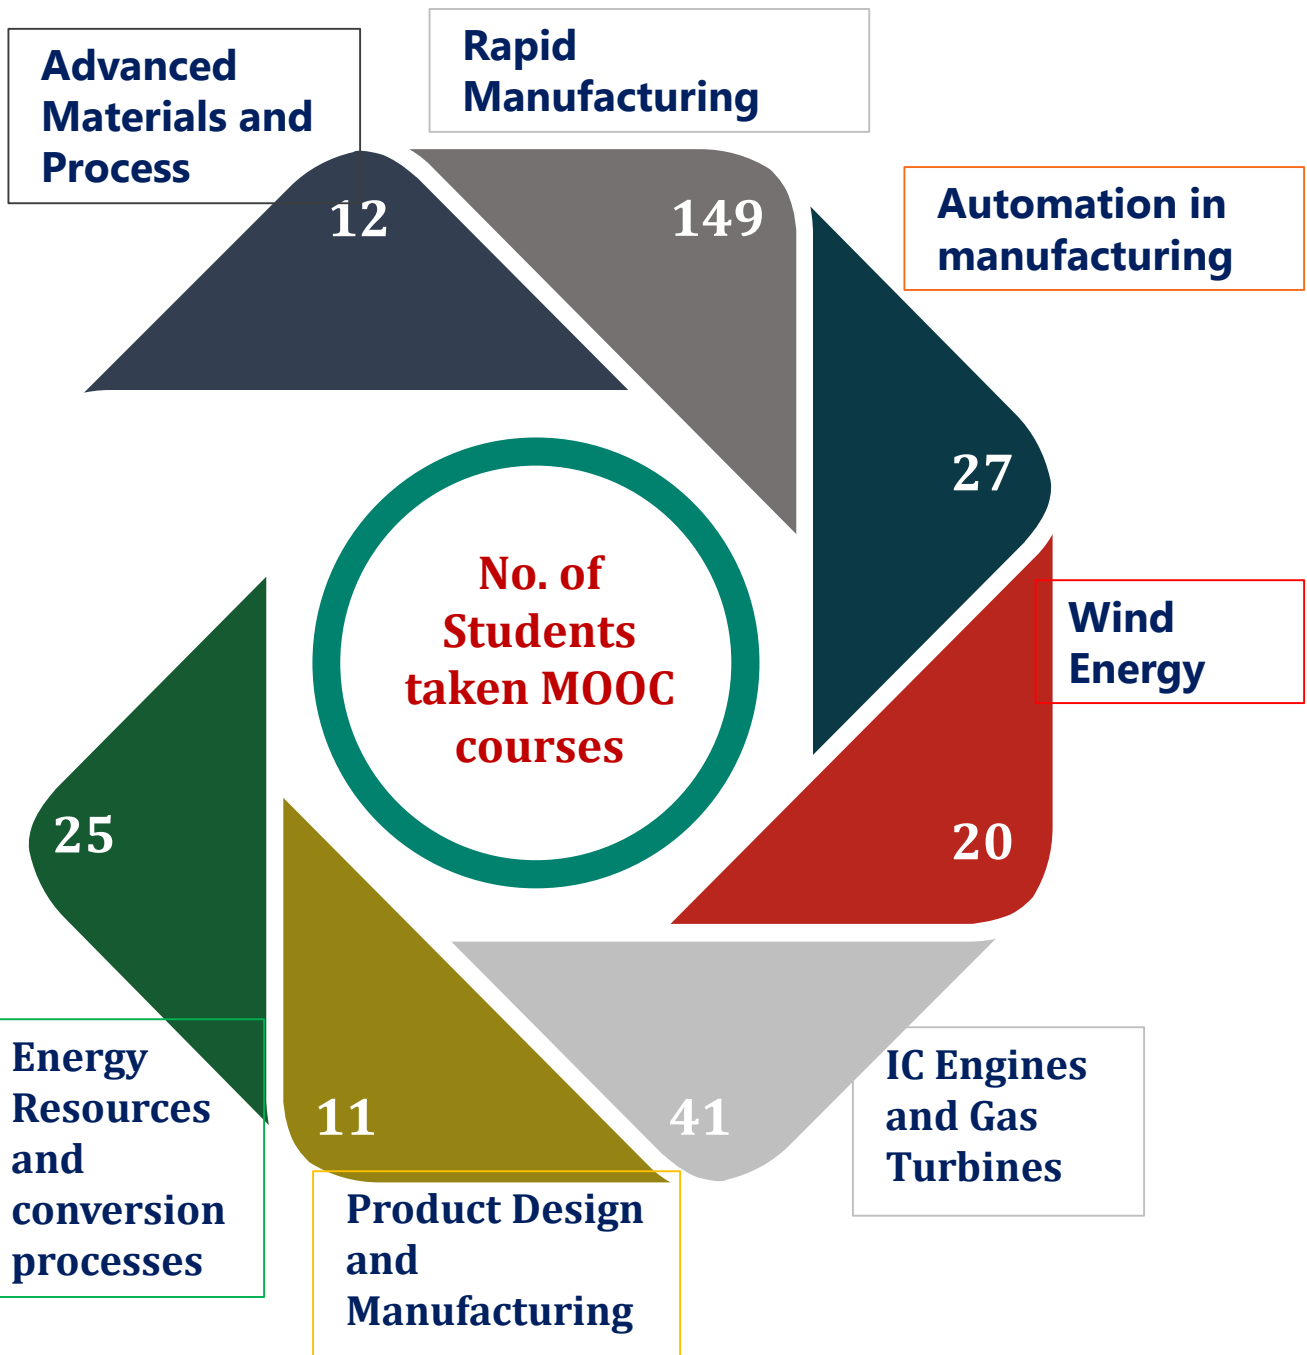 Advanced
Materials and
Process
12
Rapid
Manufacturing
149
Automation in
manufacturing
27
Wind
Energy
20
No. of
Students
taken MOOC
courses
IC Engines
and Gas
Turbines
41
Product Design
and
Manufacturing
11
Energy
Resources
and
conversion
processes
25